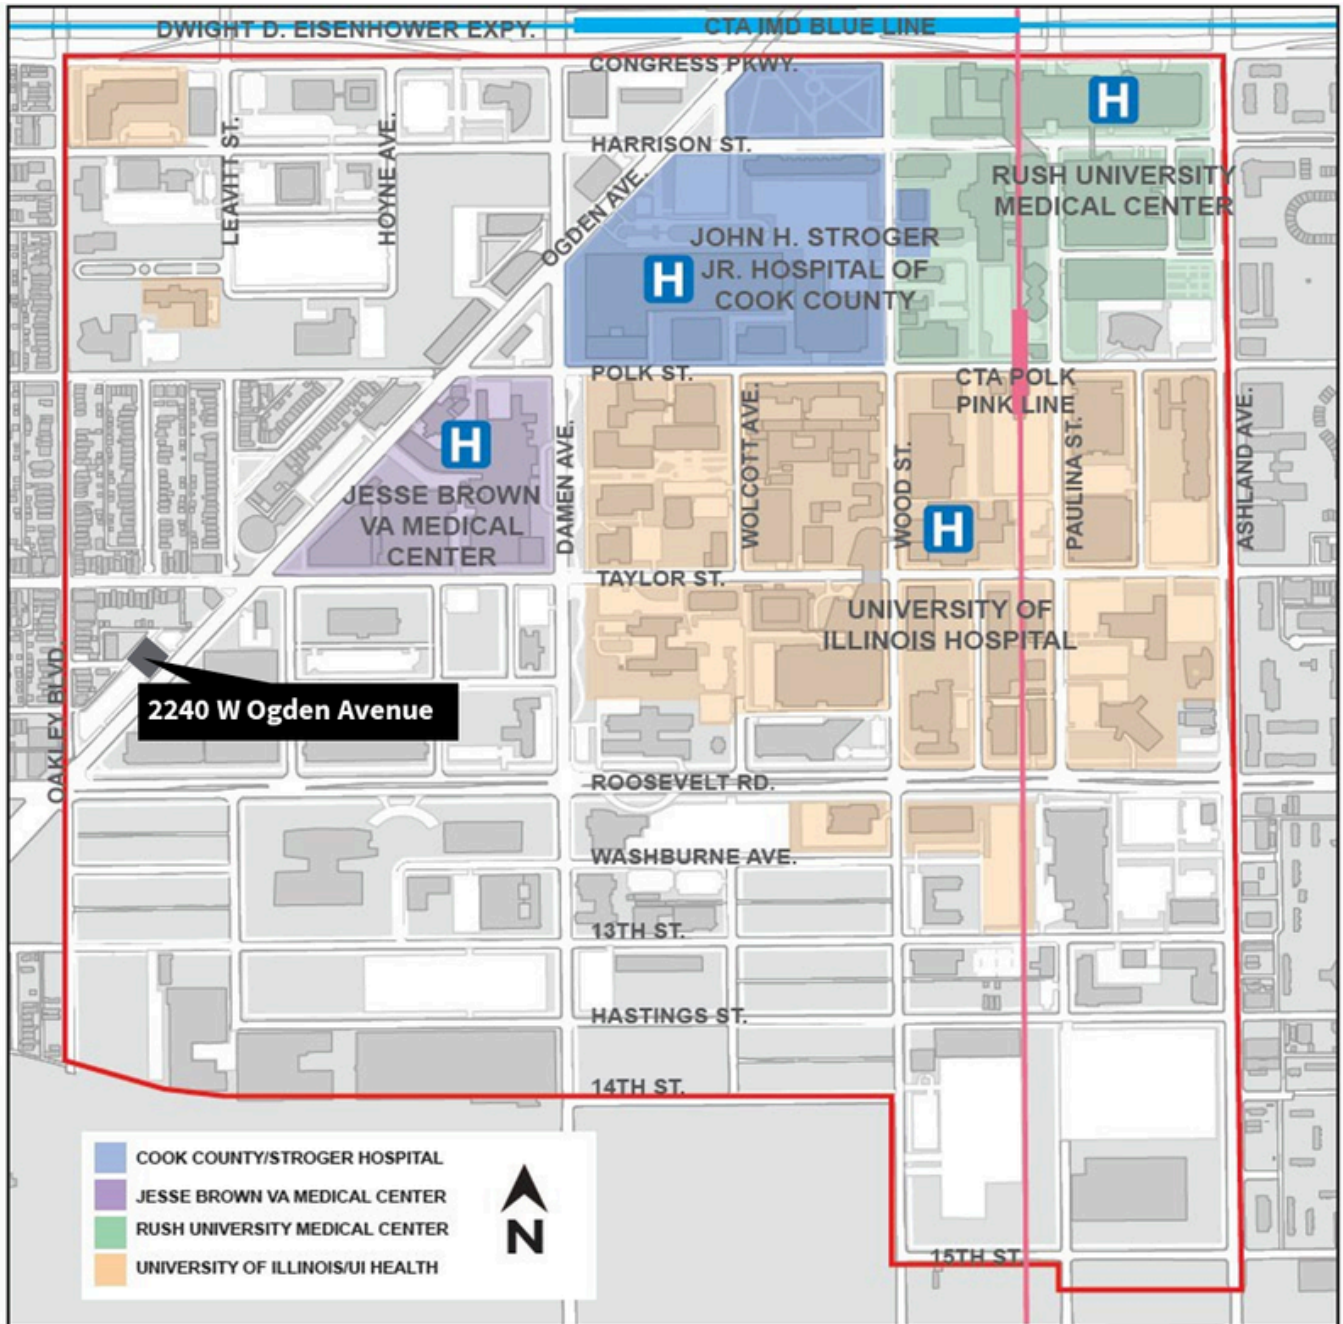 DWIGHT D. EISENHOWER EXPY.
CTA IMD BLUE LINE
CONGRESS PKWY.
H
HARRISON ST.
LEAVITT ST.
HOYNE AVE.
OGDEN AVE.
RUSH UNIVERSITY
MEDICAL CENTER
H
JOHN H. STROGER
JR. HOSPITAL OF
COOK COUNTY
POLK ST.
CTA POLK
PINK LINE
H
JESSE BROWN
VA MEDICAL
CENTER
DAMEN AVE.
WOLCOTT AVE.
WOOD ST.
H
PAULINA ST.
ASHLAND AVE.
TAYLOR ST.
UNIVERSITY OF
ILLINOIS HOSPITAL
OAKLEY BLVD.
2240 W Ogden Avenue
ROOSEVELT RD.
WASHBURNE AVE.
13TH ST.
HASTINGS ST.
14TH ST.
15TH ST.
COOK COUNTY/STROGER HOSPITAL
JESSE BROWN VA MEDICAL CENTER
RUSH UNIVERSITY MEDICAL CENTER
UNIVERSITY OF ILLINOIS/UI HEALTH
N